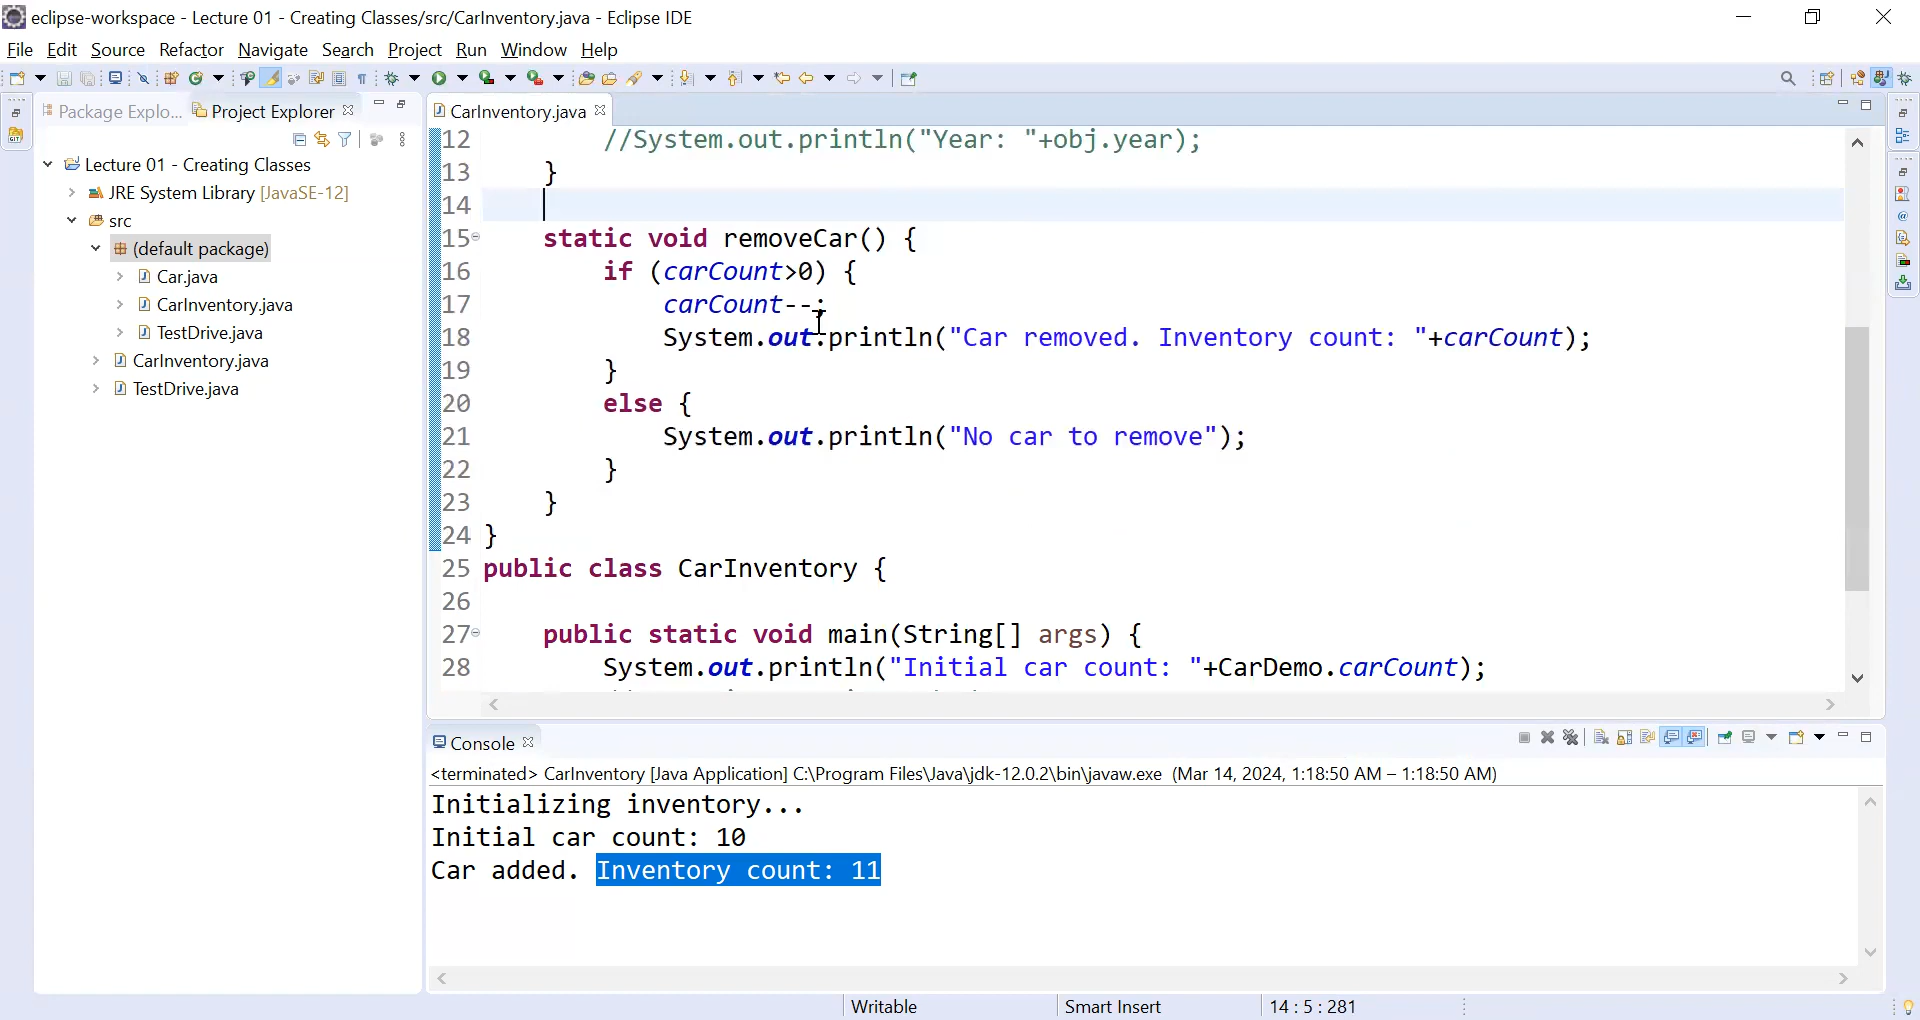 eclipse-workspace - Lecture 01 - Creating Classes/src/CarInventory.java - Eclipse IDE
File Edit Source Refactor Navigate Search Project Run Window Help
Package Explo... Project Explorer
Lecture 01 - Creating Classes
JRE System Library [JavaSE-12]
src
(default package)
Car.java
CarInventory.java
TestDrive.java
CarInventory.java
TestDrive.java
CarInventory.java
12 //System.out.println("Year: "+obj.year);
13 }
14
15 static void removeCar() {
16 if (carCount>0) {
17 carCount--;
18 System.out.println("Car removed. Inventory count: "+carCount);
19 }
20 else {
21 System.out.println("No car to remove");
22 }
23 }
24 }
25 public class CarInventory {
26
27 public static void main(String[] args) {
28 System.out.println("Initial car count: "+CarDemo.carCount);
Console
<terminated> CarInventory [Java Application] C:\Program Files\Java\jdk-12.0.2\bin\javaw.exe (Mar 14, 2024, 1:18:50 AM – 1:18:50 AM)
Initializing inventory...
Initial car count: 10
Car added. Inventory count: 11
Writable Smart Insert 14 : 5 : 281